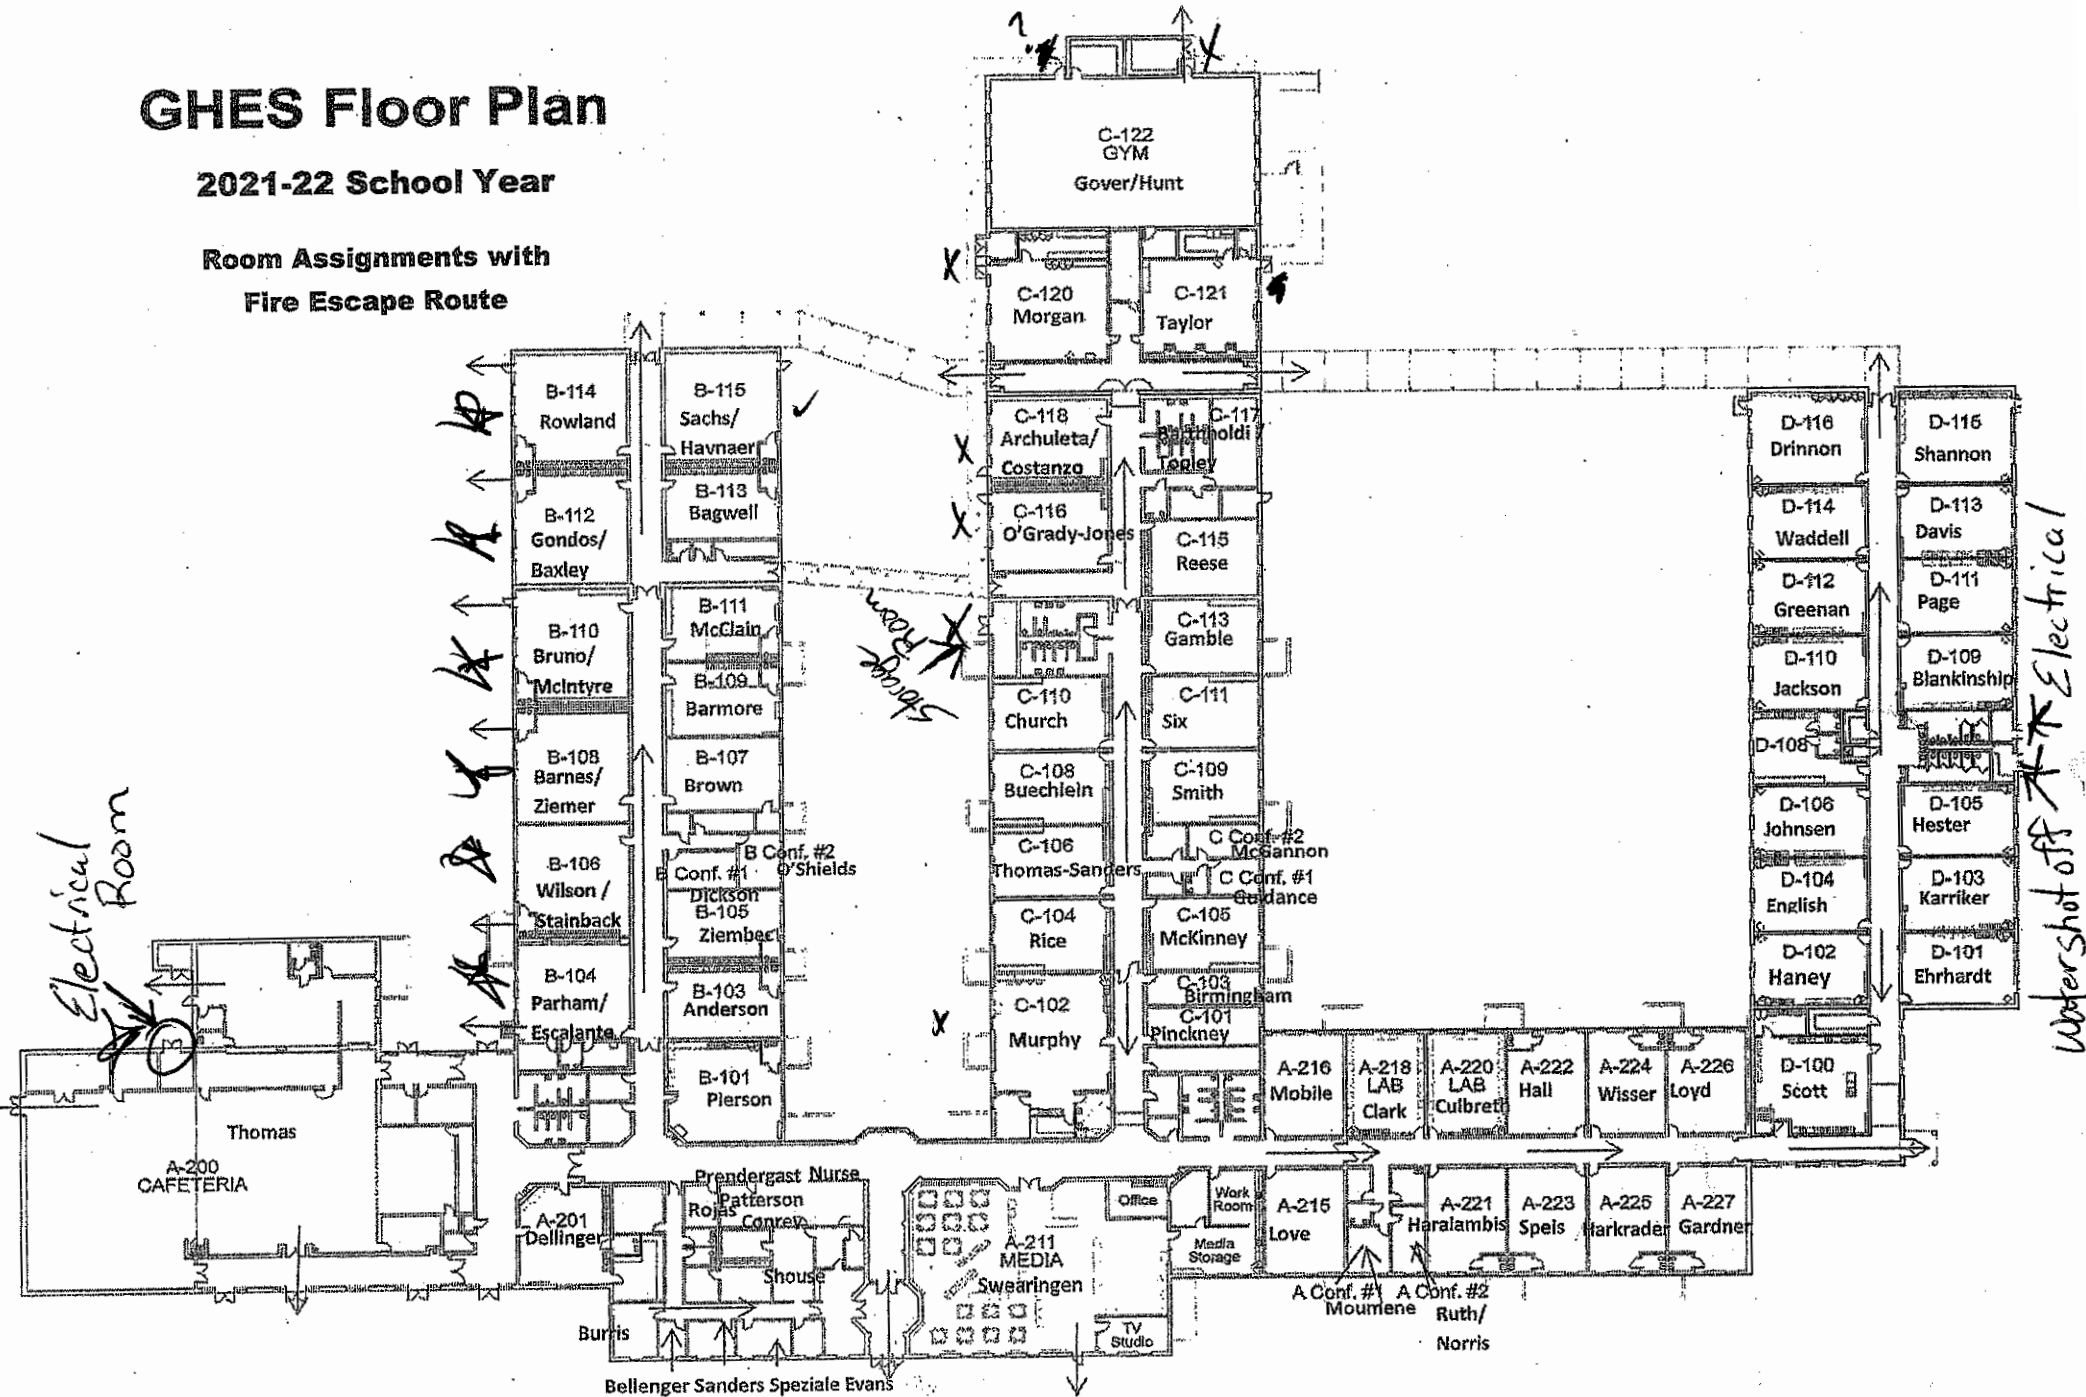 GHES Floor Plan
2021-22 School Year
Room Assignments with
Fire Escape Route
?
X
C-122
GYM
Gover/Hunt
X
C-120
Morgan
C-121
Taylor
B-114
Rowland
B-115
Sachs/
Havnaer
✓
B-112
Gondos/
Baxley
B-113
Bagwell
B-110
Bruno/
McIntyre
B-111
McClain
B-109
Barmore
B-108
Barnes/
Ziemer
B-107
Brown
B-106
Wilson /
Stainback
B Conf. #2
O'Shields
B Conf. #1
Dickson
B-105
Ziembec
B-104
Parham/
Escalante
B-103
Anderson
B-101
Pierson
C-118
Archuleta/
Costanzo
X
C-117
Barthholdi /
Topley
C-116
O'Grady-Jones
X
C-115
Reese
Storage
Room
X
C-113
Gamble
C-110
Church
C-111
Six
C-108
Buechlein
C-109
Smith
C-106
Thomas-Sanders
C Conf. #2
McGannon
C Conf. #1
Guidance
C-104
Rice
C-105
McKinney
C-102
Murphy
X
C-103
Birmingham
C-101
Pinckney
D-116
Drinnon
D-115
Shannon
D-114
Waddell
D-113
Davis
D-112
Greenan
D-111
Page
D-110
Jackson
D-109
Blankinship
D-108
D-106
Johnsen
D-105
Hester
D-104
English
D-103
Karriker
D-102
Haney
D-101
Ehrhardt
D-100
Scott
Electrical
Water shot off
Electrical
Room
Thomas
A-200
CAFETERIA
A-201
Dellinger
Prendergast Nurse
Patterson
Rojas
Conrey
Shouse
Burris
Bellenger Sanders Speziale Evans
A-211
MEDIA
Swearingen
Office
Work
Room
Media
Storage
TV
Studio
A-216
Mobile
A-218
LAB
Clark
A-220
LAB
Culbreth
A-222
Hall
A-224
Wisser
A-226
Loyd
A-215
Love
A-221
Haralambis
A-223
Speis
A-225
Harkrader
A-227
Gardner
A Conf. #1
Moumene
A Conf. #2
Ruth/
Norris